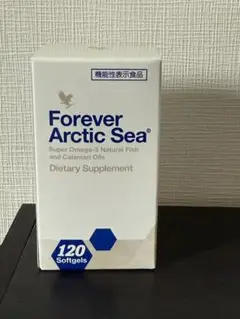 機能性表示食品
Forever
Arctic Sea®
Super Omega-3 Natural Fish
and Calamari Oils
Dietary Supplement
120
Softgels